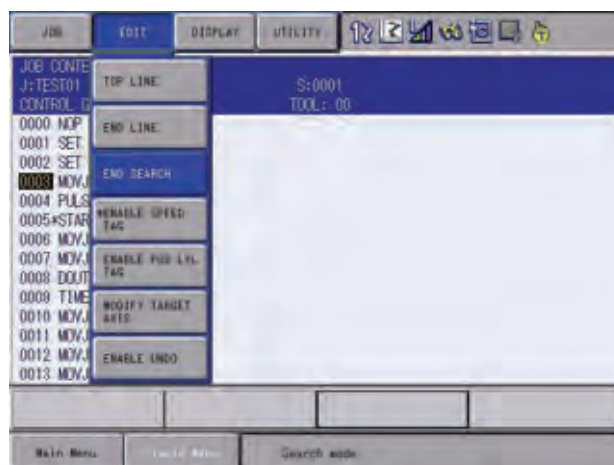 JOB EDIT DISPLAY UTILITY
JOB CONTE
J:TEST01 S:0001
CONTROL G TOOL: 00
TOP LINE
END LINE
END SEARCH
*ENABLE SPEED
TAG
ENABLE POS LVL
TAG
MODIFY TARGET
AXIS
ENABLE UNDO
0000 NOP
0001 SET
0002 SET
0003 MOVJ
0004 PULS
0005*STAR
0006 MOVJ
0007 MOVJ
0008 DOUT
0009 TIME
0010 MOVJ
0011 MOVJ
0012 MOVJ
0013 MOVJ
Main Menu Search mode